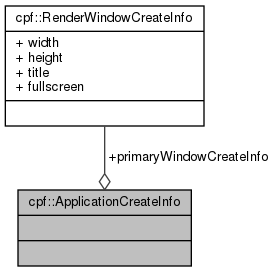 cpf::RenderWindowCreateInfo
+ width
+ height
+ title
+ fullscreen
+primaryWindowCreateInfo
cpf::ApplicationCreateInfo